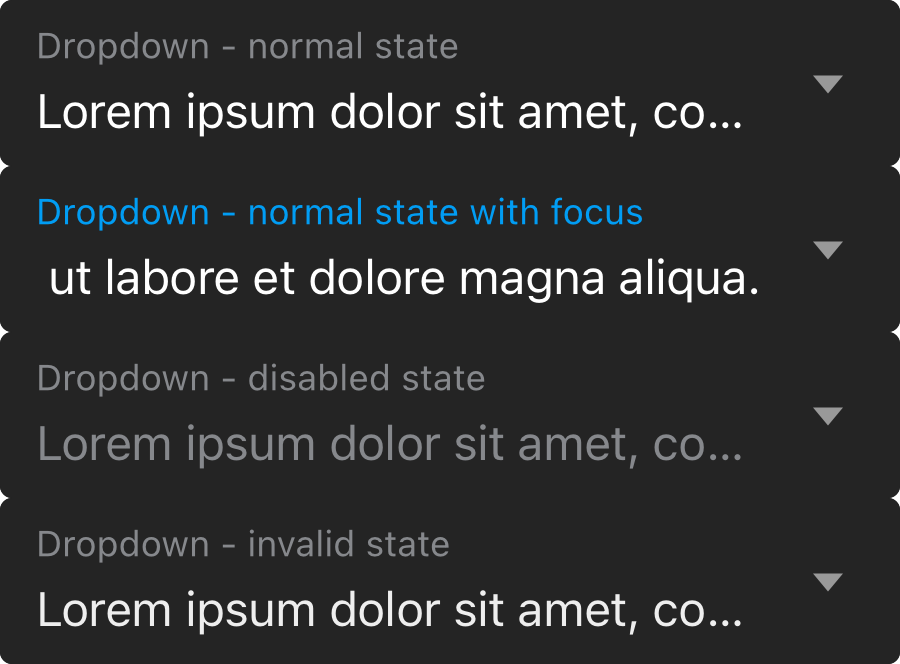 Dropdown - normal state
Lorem ipsum dolor sit amet, co...
Dropdown - normal state with focus
ut labore et dolore magna aliqua.
Dropdown - disabled state
Lorem ipsum dolor sit amet, co...
Dropdown - invalid state
Lorem ipsum dolor sit amet, co...